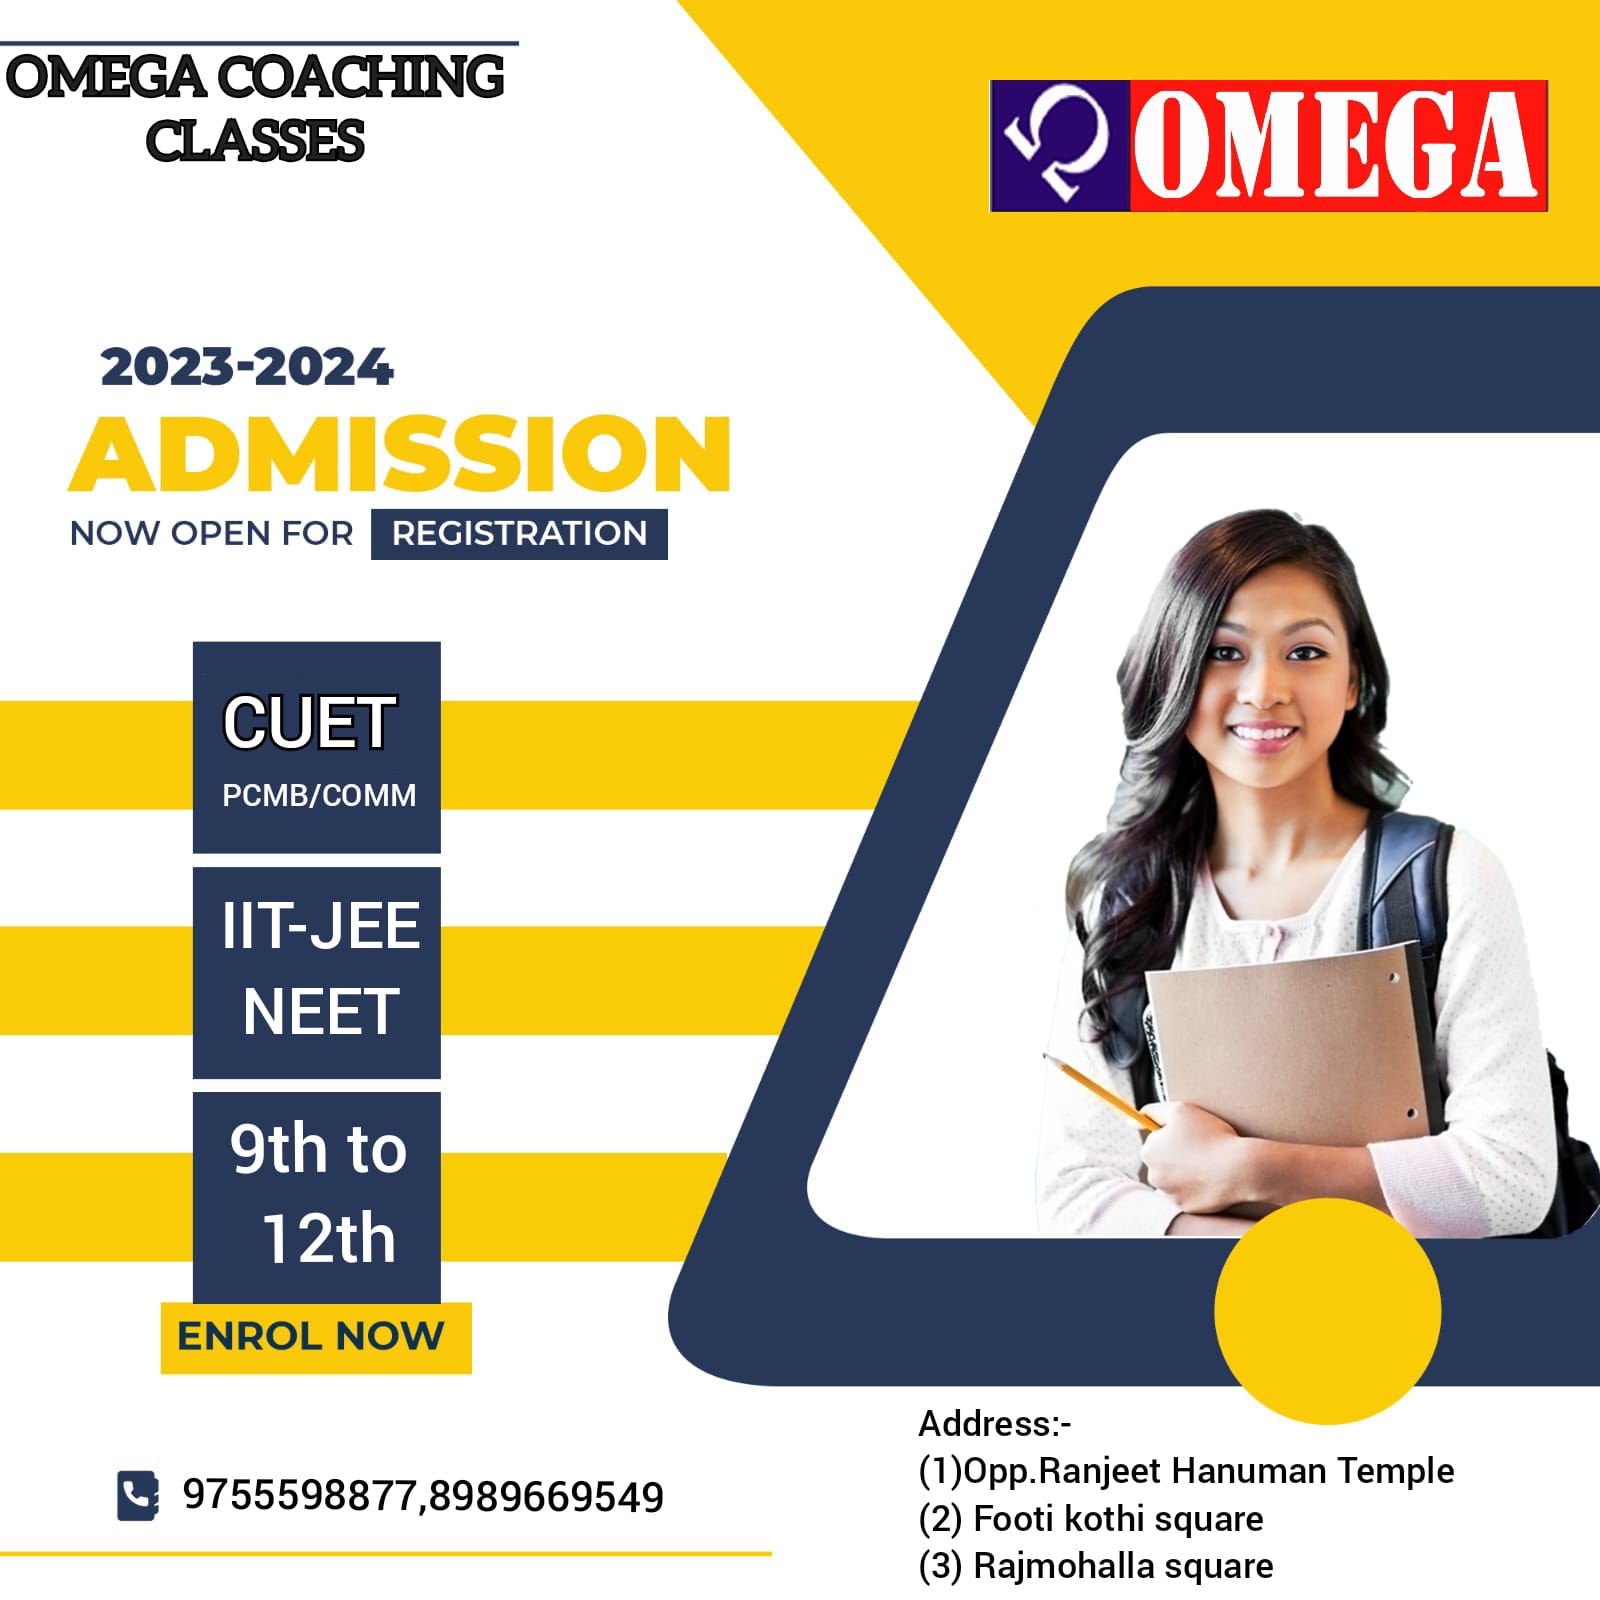 OMEGA COACHING
CLASSES
OMEGA
2023-2024
ADMISSION
NOW OPEN FOR REGISTRATION
CUET
PCMB/COMM
IIT-JEE
NEET
9th to
12th
ENROL NOW
9755598877,8989669549
Address:-
(1)Opp.Ranjeet Hanuman Temple
(2) Footi kothi square
(3) Rajmohalla square